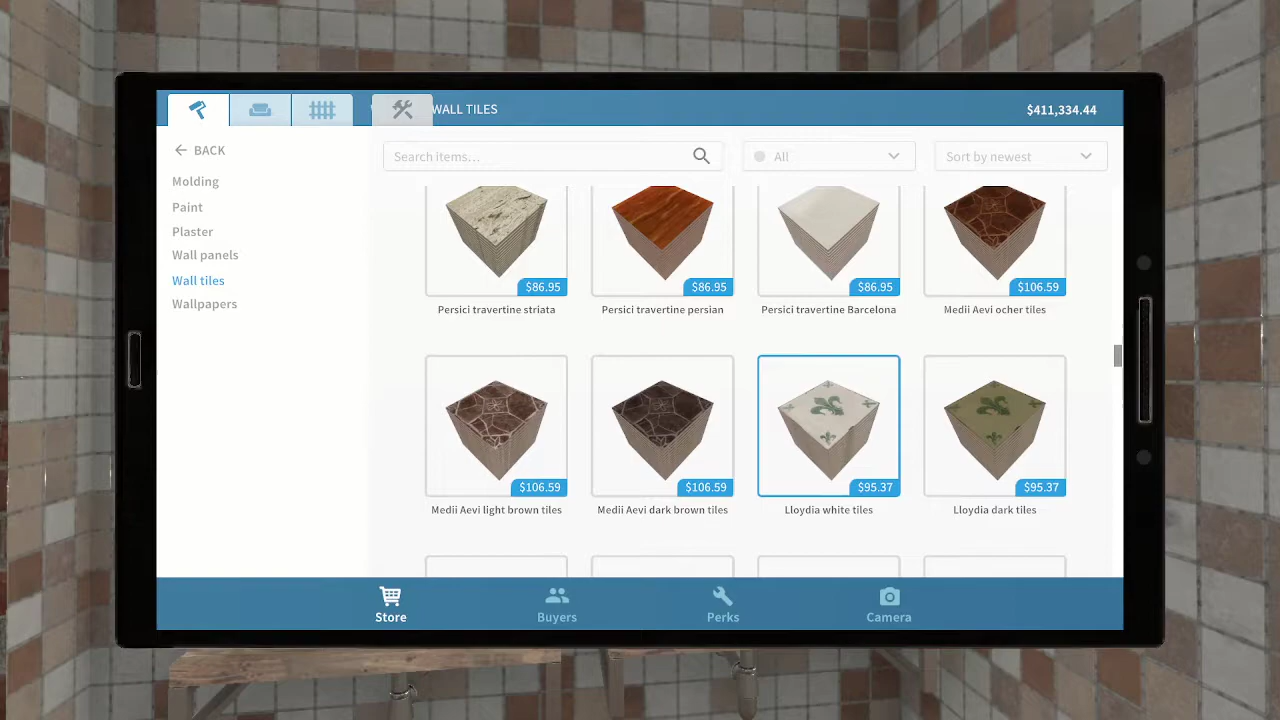 WALL TILES
$411,334.44
BACK
Search items...
All
Sort by newest
Molding
Paint
Plaster
Wall panels
Wall tiles
Wallpapers
$86.95
$86.95
$86.95
$106.59
Persici travertine striata
Persici travertine persian
Persici travertine Barcelona
Medii Aevi ocher tiles
$106.59
$106.59
$95.37
$95.37
Medii Aevi light brown tiles
Medii Aevi dark brown tiles
Lloydia white tiles
Lloydia dark tiles
Store
Buyers
Perks
Camera